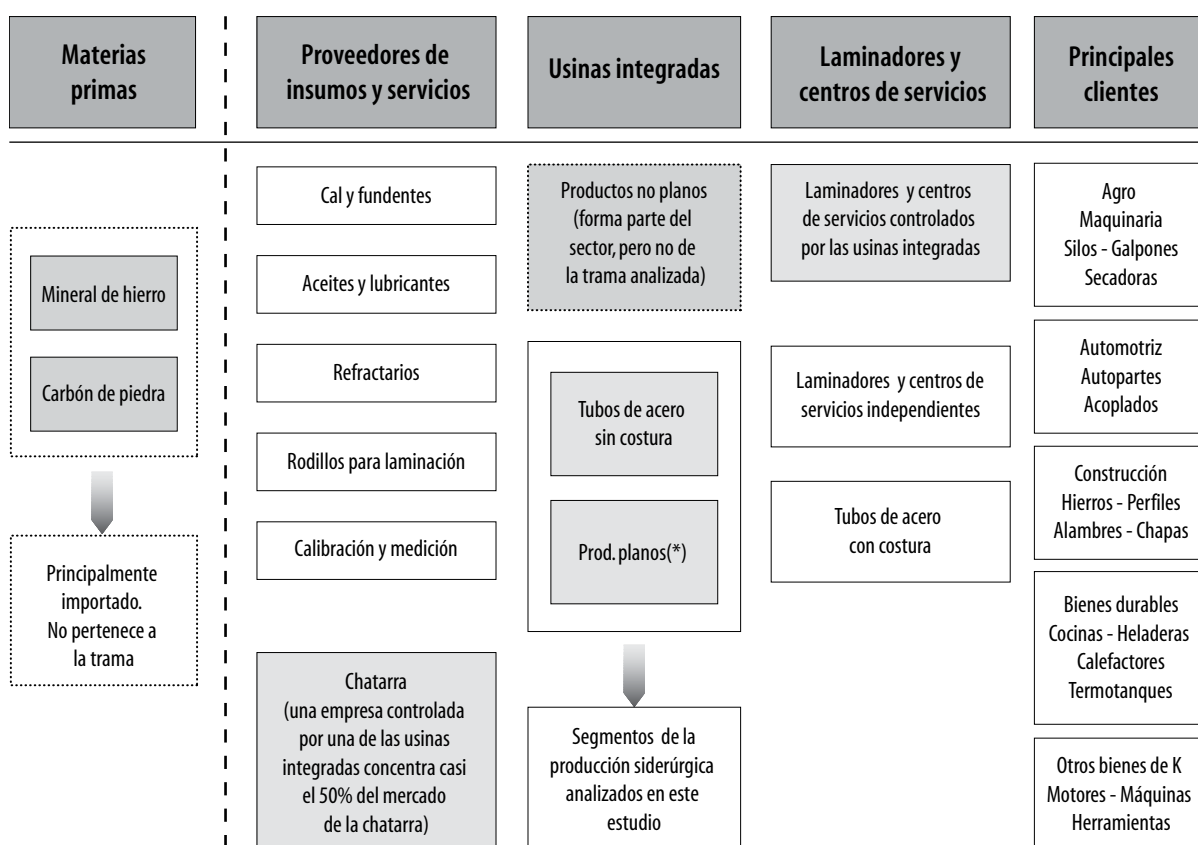 Materias
primas
Proveedores de
insumos y servicios
Usinas integradas
Laminadores y
centros de servicios
Principales
clientes
Mineral de hierro
Carbón de piedra
Principalmente
importado.
No pertenece a
la trama
Cal y fundentes
Aceites y lubricantes
Refractarios
Rodillos para laminación
Calibración y medición
Chatarra
(una empresa controlada
por una de las usinas
integradas concentra casi
el 50% del mercado
de la chatarra)
Productos no planos
(forma parte del
sector, pero no de
la trama analizada)
Tubos de acero
sin costura
Prod. planos(*)
Segmentos de la
producción siderúrgica
analizados en este
estudio
Laminadores y centros
de servicios controlados
por las usinas integradas
Laminadores y centros de
servicios independientes
Tubos de acero
con costura
Agro
Maquinaria
Silos - Galpones
Secadoras
Automotriz
Autopartes
Acoplados
Construcción
Hierros - Perfiles
Alambres - Chapas
Bienes durables
Cocinas - Heladeras
Calefactores
Termotanques
Otros bienes de K
Motores - Máquinas
Herramientas